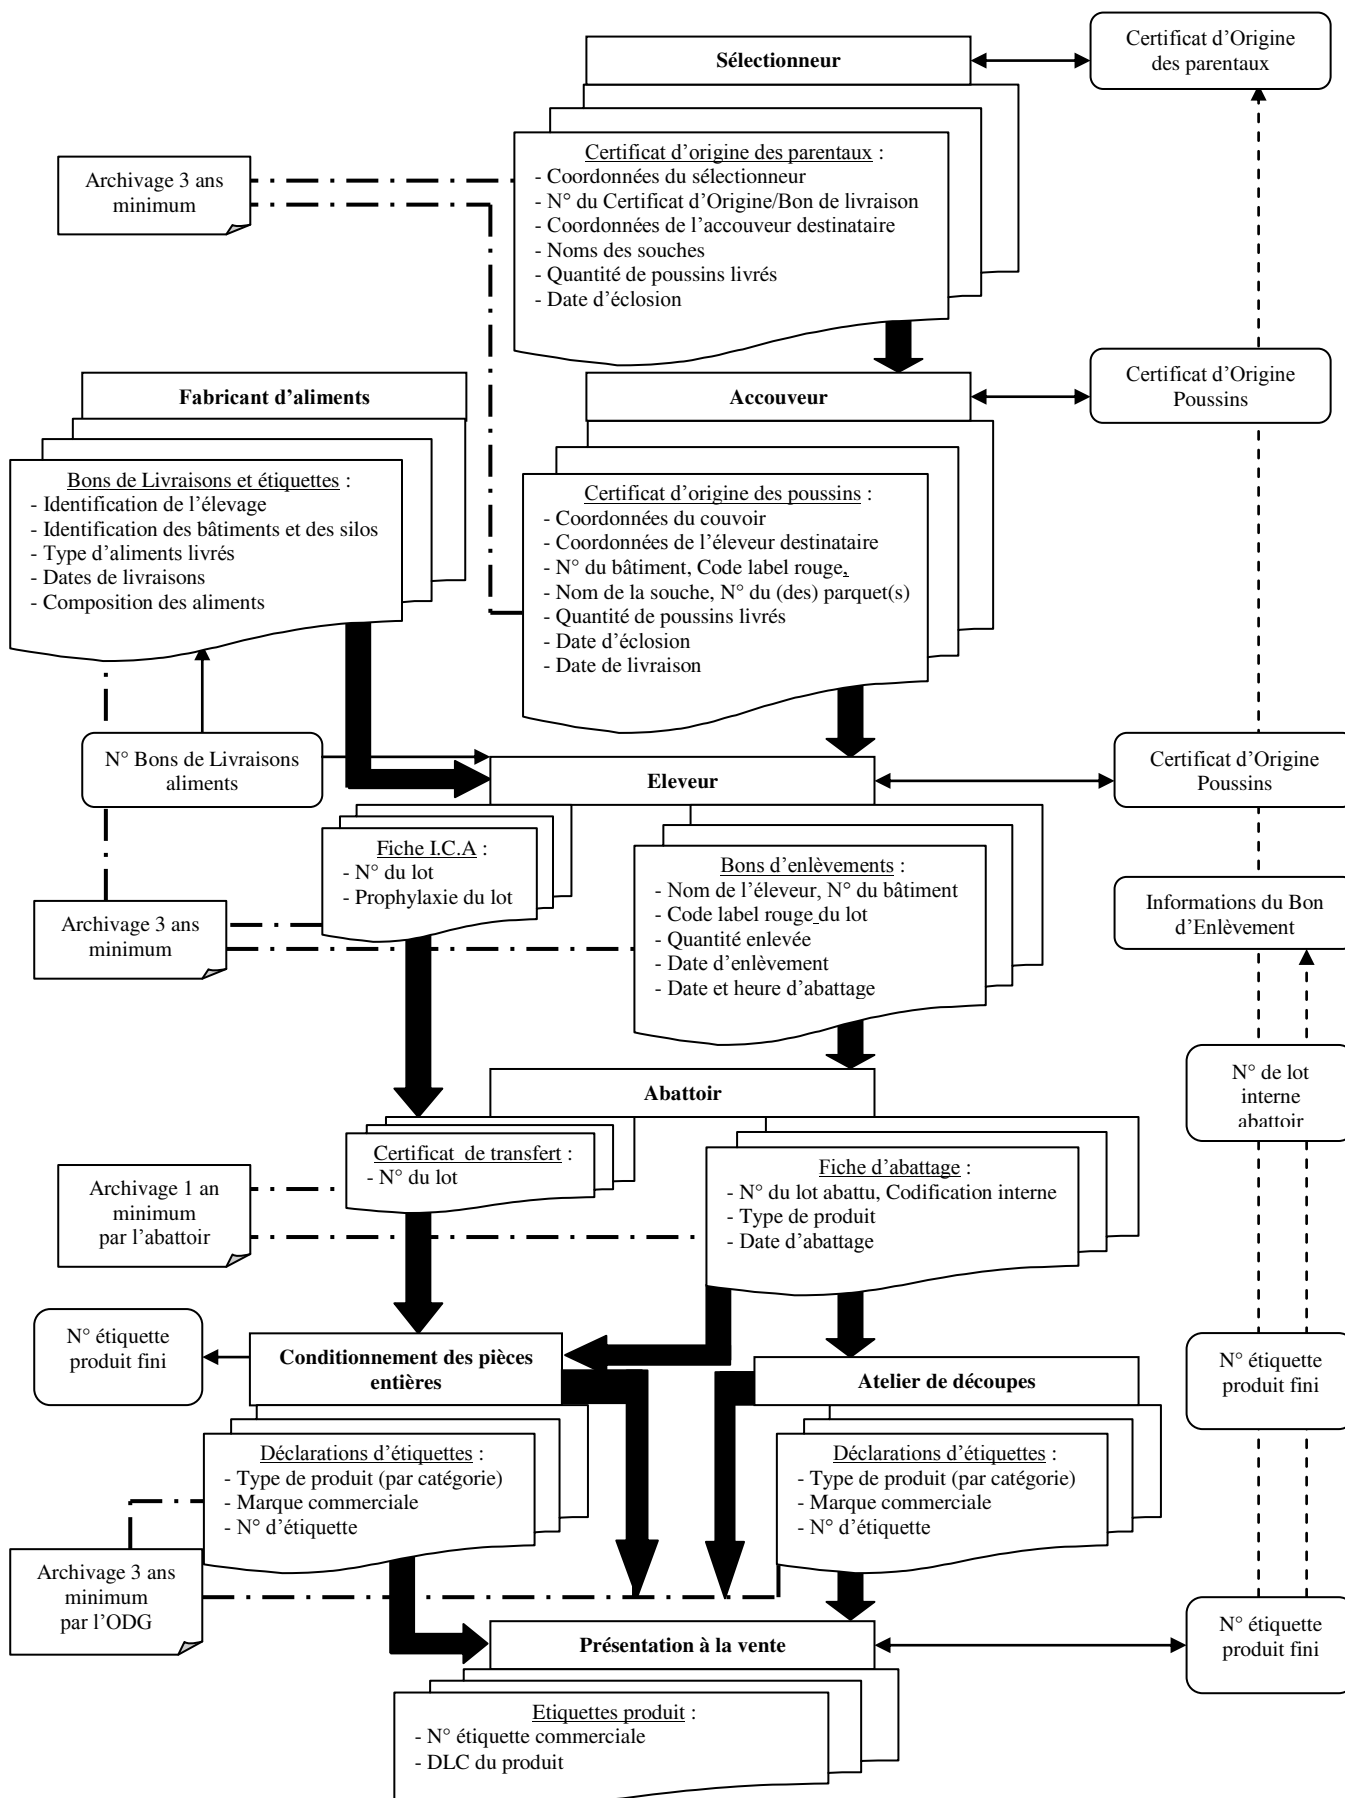 Sélectionneur
Certificat d’Origine
des parentaux
Certificat d’origine des parentaux :
- Coordonnées du sélectionneur
- N° du Certificat d’Origine/Bon de livraison
- Coordonnées de l’accouveur destinataire
- Noms des souches
- Quantité de poussins livrés
- Date d’éclosion
Archivage 3 ans
minimum
Fabricant d’aliments
Accouveur
Certificat d’Origine
Poussins
Bons de Livraisons et étiquettes :
- Identification de l’élevage
- Identification des bâtiments et des silos
- Type d’aliments livrés
- Dates de livraisons
- Composition des aliments
Certificat d’origine des poussins :
- Coordonnées du couvoir
- Coordonnées de l’éleveur destinataire
- N° du bâtiment, Code label rouge,
- Nom de la souche, N° du (des) parquet(s)
- Quantité de poussins livrés
- Date d’éclosion
- Date de livraison
N° Bons de Livraisons
aliments
Eleveur
Certificat d’Origine
Poussins
Fiche I.C.A :
- N° du lot
- Prophylaxie du lot
Bons d’enlèvements :
- Nom de l’éleveur, N° du bâtiment
- Code label rouge du lot
- Quantité enlevée
- Date d’enlèvement
- Date et heure d’abattage
Archivage 3 ans
minimum
Informations du Bon
d’Enlèvement
Abattoir
N° de lot
interne
abattoir
Certificat de transfert :
- N° du lot
Fiche d’abattage :
- N° du lot abattu, Codification interne
- Type de produit
- Date d’abattage
Archivage 1 an
minimum
par l’abattoir
N° étiquette
produit fini
Conditionnement des pièces
entières
Atelier de découpes
N° étiquette
produit fini
Déclarations d’étiquettes :
- Type de produit (par catégorie)
- Marque commerciale
- N° d’étiquette
Déclarations d’étiquettes :
- Type de produit (par catégorie)
- Marque commerciale
- N° d’étiquette
Archivage 3 ans
minimum
par l’ODG
Présentation à la vente
N° étiquette
produit fini
Etiquettes produit :
- N° étiquette commerciale
- DLC du produit